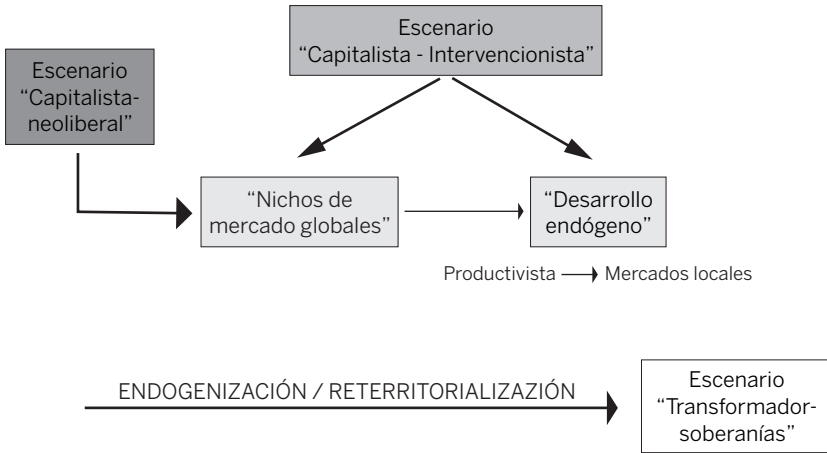 Escenario
“Capitalista - Intervencionista”
Escenario
“Capitalista-
neoliberal”
“Nichos de
mercado globales”
“Desarrollo
endógeno”
Productivista Mercados locales
ENDOGENIZACIÓN / RETERRITORIALIZAZIÓN
Escenario
“Transformador-
soberanías”